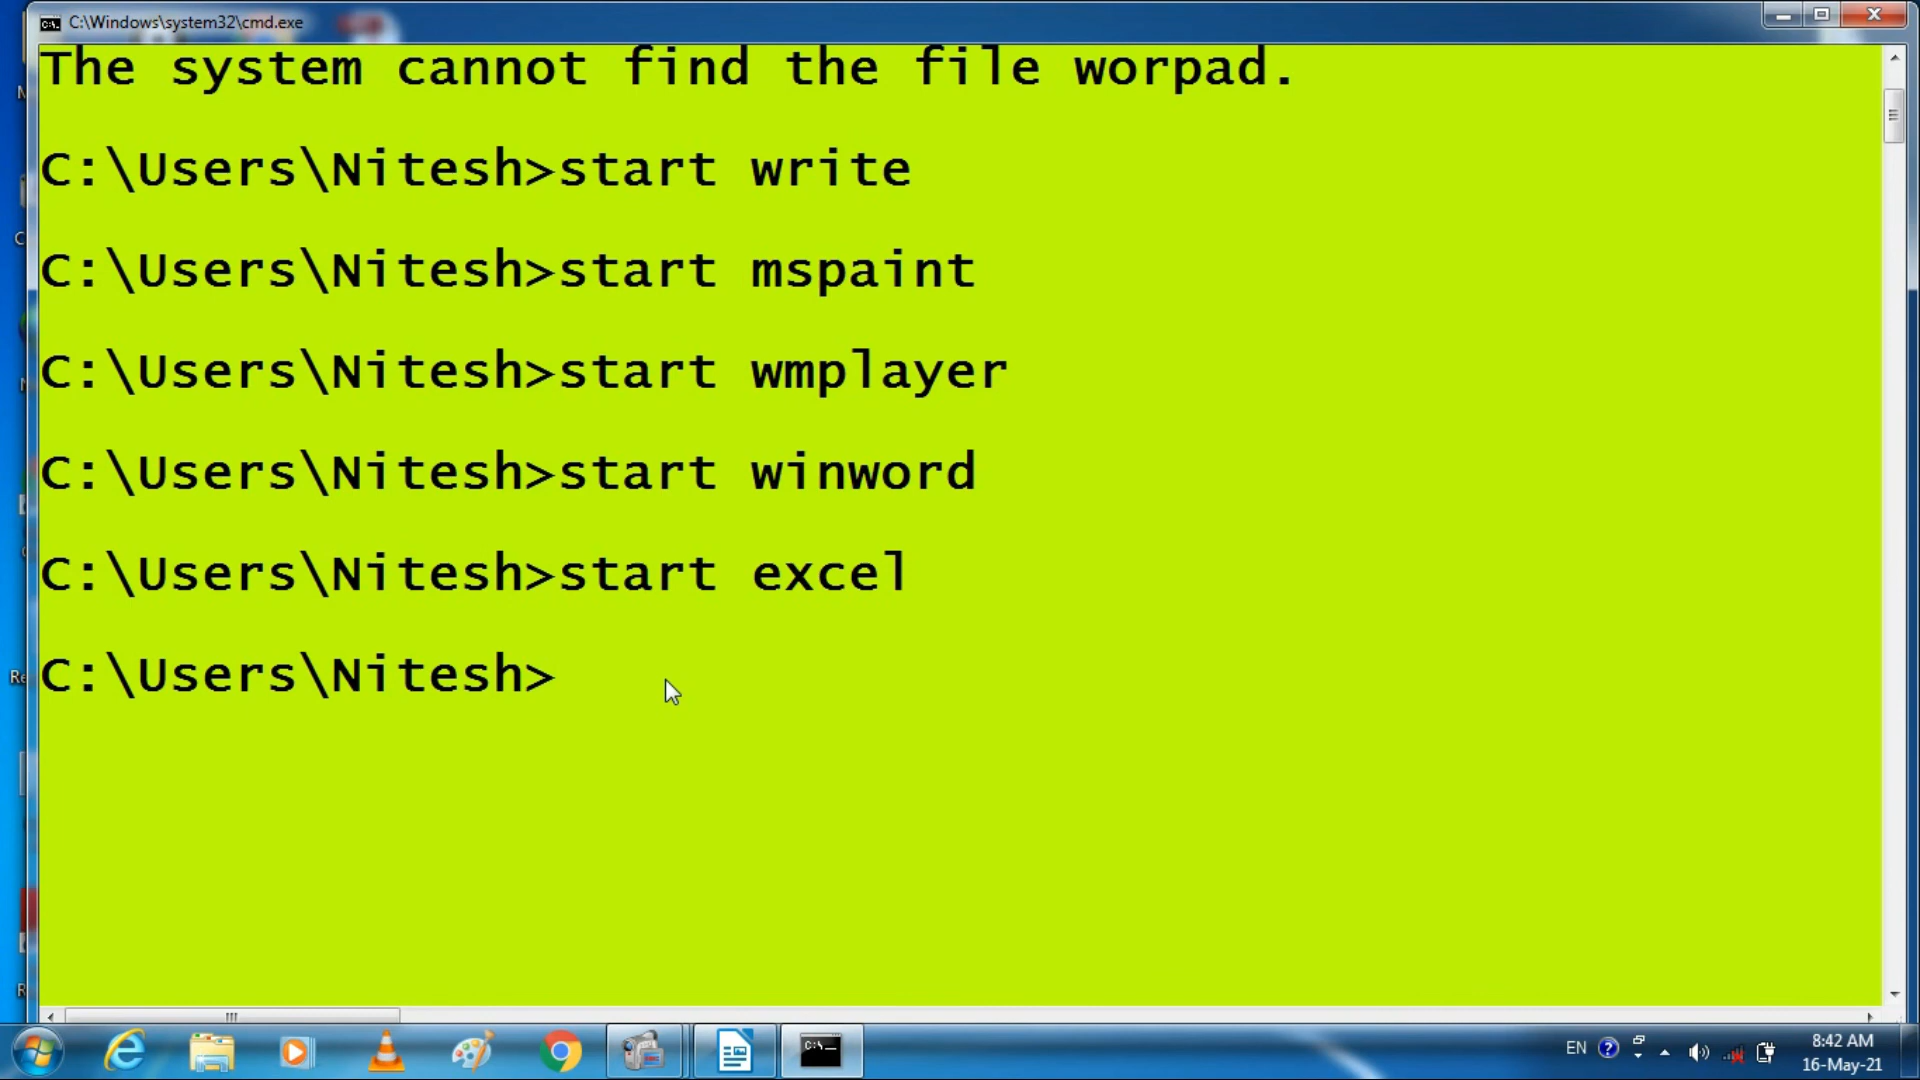 C:\Windows\system32\cmd.exe
The system cannot find the file worpad.
C:\Users\Nitesh>start write
C:\Users\Nitesh>start mspaint
C:\Users\Nitesh>start wmplayer
C:\Users\Nitesh>start winword
C:\Users\Nitesh>start excel
C:\Users\Nitesh>
EN
8:42 AM
16-May-21